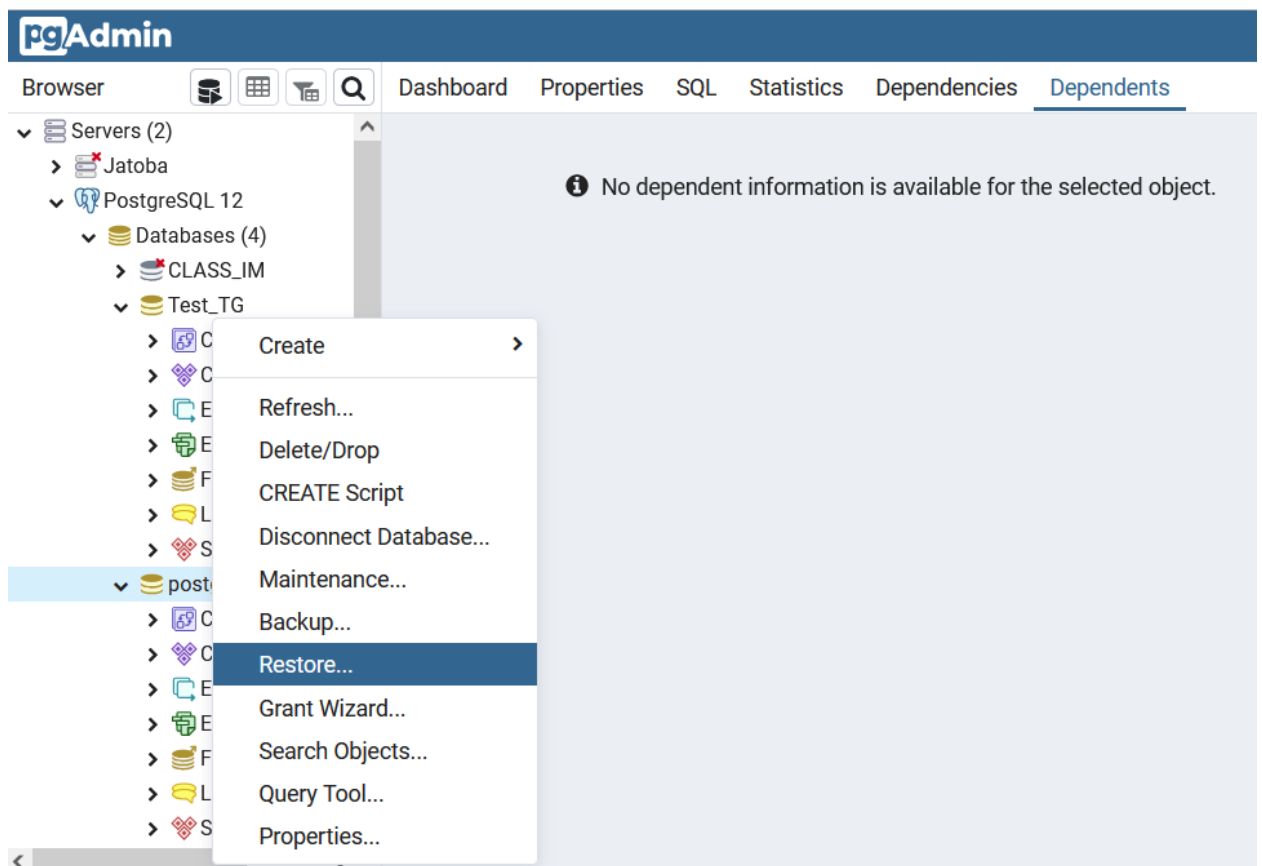 pgAdmin
Browser
Dashboard Properties SQL Statistics Dependencies Dependents
Servers (2)
Jatoba
PostgreSQL 12
Databases (4)
CLASS_IM
Test_TG
No dependent information is available for the selected object.
C
C
E
E
F
L
S
post
C
C
E
E
F
L
S
Create
Refresh...
Delete/Drop
CREATE Script
Disconnect Database...
Maintenance...
Backup...
Restore...
Grant Wizard...
Search Objects...
Query Tool...
Properties...